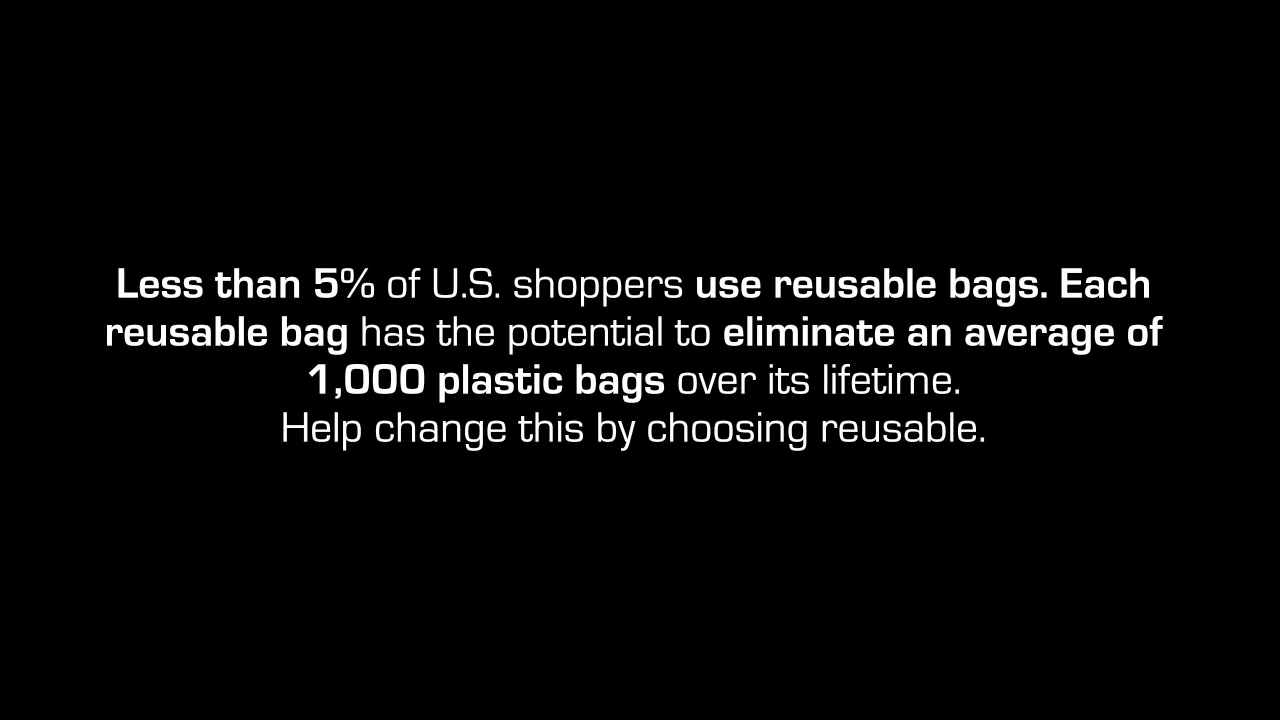 Less than 5% of U.S. shoppers use reusable bags. Each
reusable bag has the potential to eliminate an average of
1,000 plastic bags over its lifetime.
Help change this by choosing reusable.